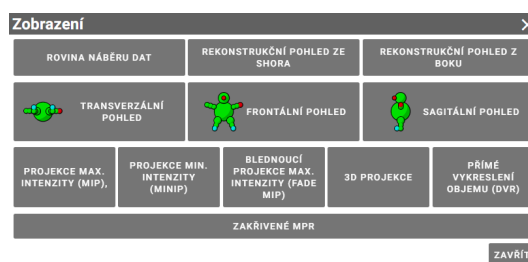 Zobrazení
ROVINA NÁBĚRU DAT
REKONSTRUKČNÍ POHLED ZE
SHORA
REKONSTRUKČNÍ POHLED Z
BOKU
TRANSVERZÁLNÍ
POHLED
FRONTÁLNÍ POHLED
SAGITÁLNÍ POHLED
PROJEKCE MAX.
INTENZITY (MIP),
PROJEKCE MIN.
INTENZITY
(MINIP)
BLEDNOUCÍ
PROJEKCE MAX.
INTENZITY (FADE
MIP)
3D PROJEKCE
PŘÍMÉ
VYKRESLENÍ
OBJEMU (DVR)
ZAKŘIVENÉ MPR
ZAVŘÍT